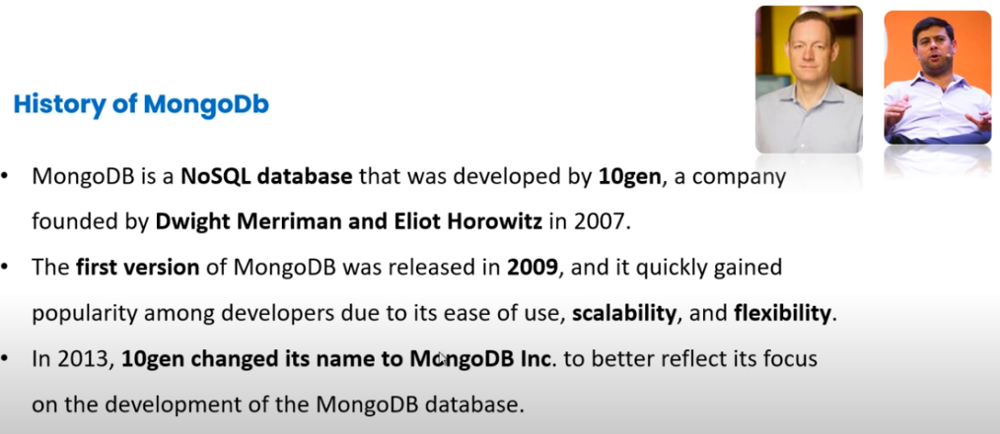 History of MongoDb
• MongoDB is a NoSQL database that was developed by 10gen, a company
founded by Dwight Merriman and Eliot Horowitz in 2007.
• The first version of MongoDB was released in 2009, and it quickly gained
popularity among developers due to its ease of use, scalability, and flexibility.
• In 2013, 10gen changed its name to MongoDB Inc. to better reflect its focus
on the development of the MongoDB database.